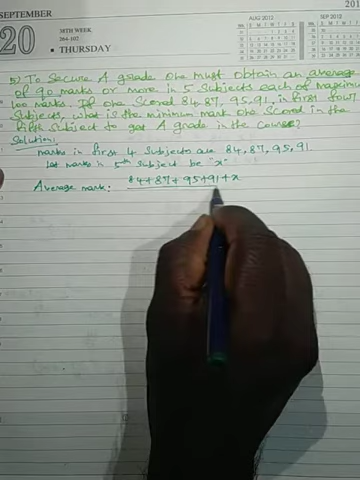 SEPTEMBER
201
20
38TH WEEK
264-102
THURSDAY
AUG 2012
SEP 2012
5) To Secure A grade one must obtain an average
of 90 marks or more in 5 subjects each of maximum
100 marks. If one scored 84, 87, 95, 91, in first four
subjects, what is the minimum mark one scored in the
fifth subject to get A grade in the course?
Solution:
marks in first 4 subjects are 84, 87, 95, 91.
Let marks in 5th subject be "x"
Average mark: 84+87+95+91+x